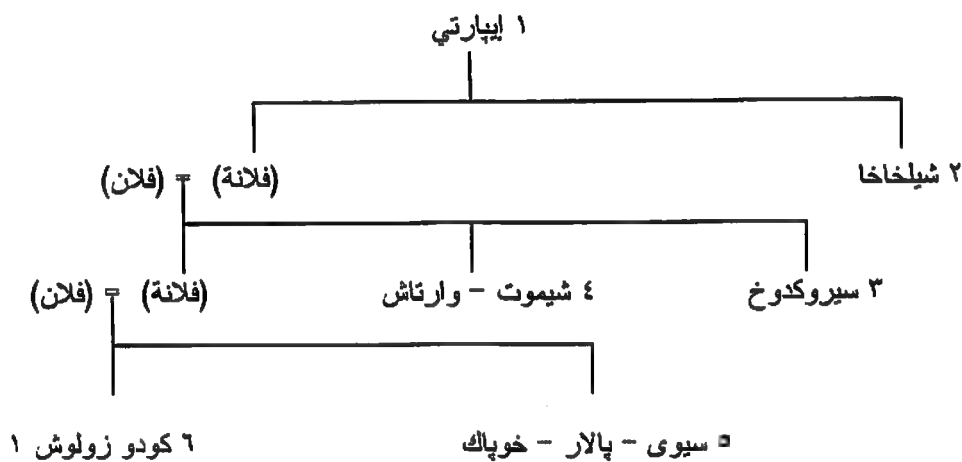 ١ إيپارتي
٢ شيلخاخا (فلانة) = (فلان)
٣ سيروكدوخ ٤ شيموت – وارتاش (فلانة) = (فلان)
٥ سيوى – پالار – خوپاك ٦ كودو زولوش ١